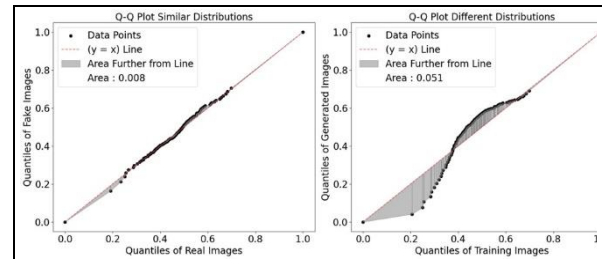 Q-Q Plot Similar Distributions
1.0
0.8
0.6
0.4
0.2
0.0
Quantiles of Fake Images
Data Points
(y = x) Line
Area Further from Line
Area : 0.008
0.0 0.2 0.4 0.6 0.8 1.0
Quantiles of Real Images
Q-Q Plot Different Distributions
1.0
0.8
0.6
0.4
0.2
0.0
Quantiles of Generated Images
Data Points
(y = x) Line
Area Further from Line
Area : 0.051
0.0 0.2 0.4 0.6 0.8
Quantiles of Training Images